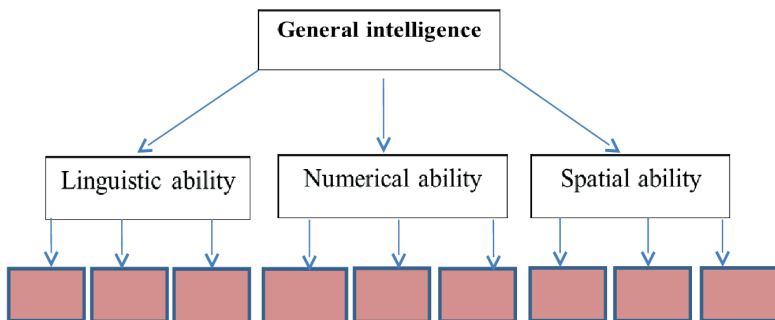 General intelligence
Linguistic ability
Numerical ability
Spatial ability